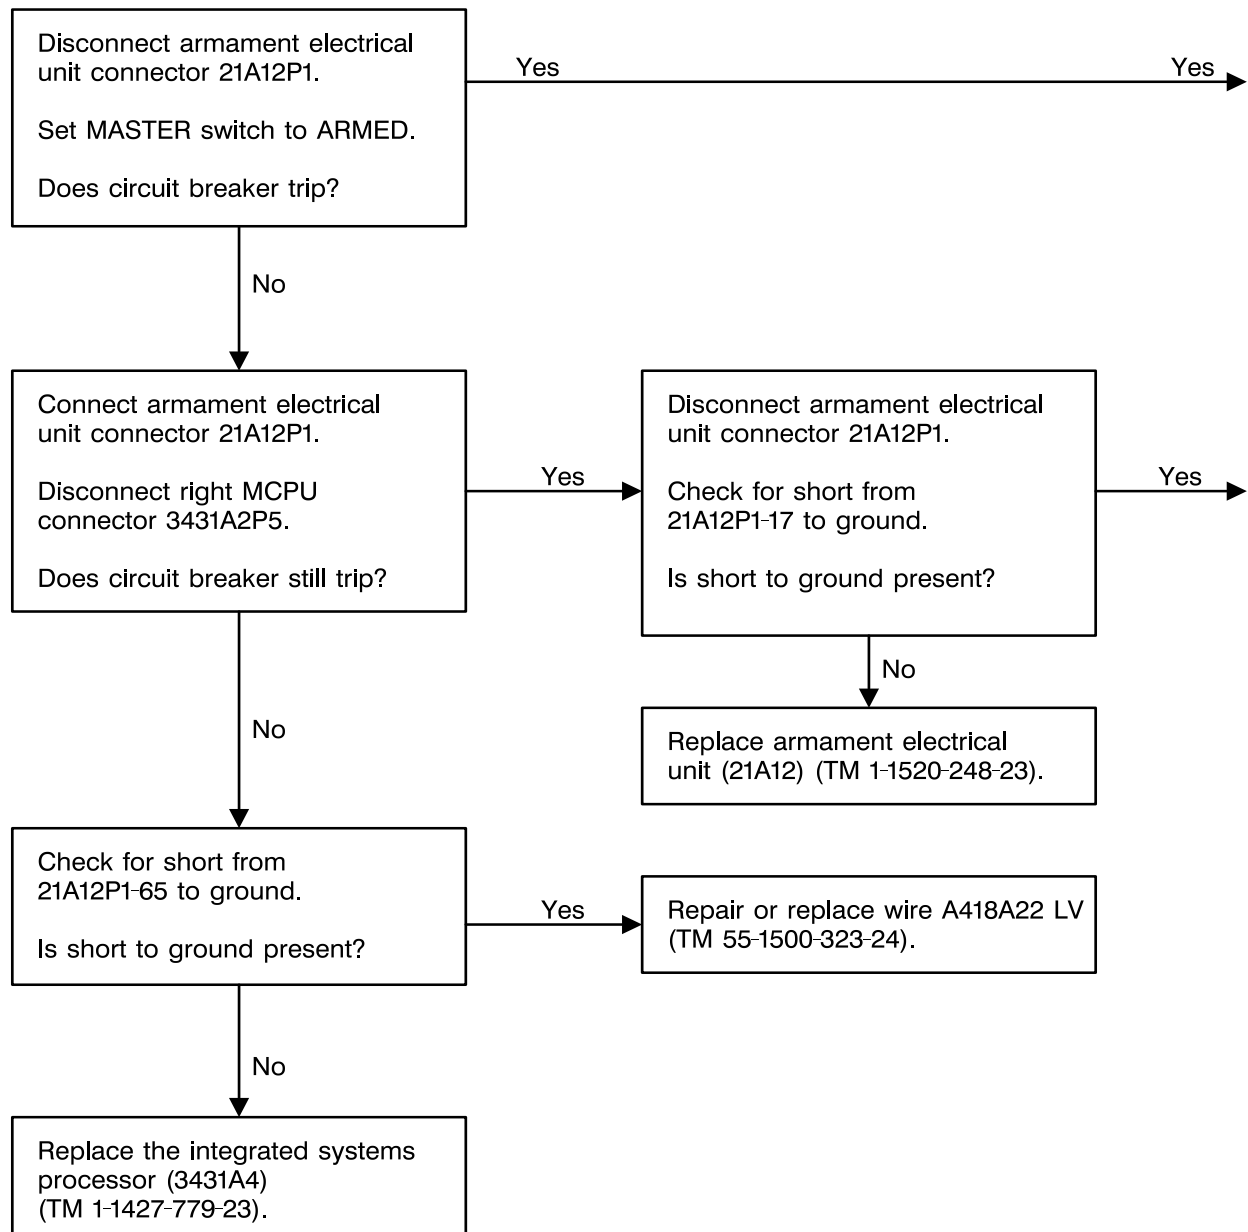 Disconnect armament electrical
unit connector 21A12P1.
Set MASTER switch to ARMED.
Does circuit breaker trip?
Yes
Yes
No
Connect armament electrical
unit connector 21A12P1.
Disconnect right MCPU
connector 3431A2P5.
Does circuit breaker still trip?
Yes
Disconnect armament electrical
unit connector 21A12P1.
Check for short from
21A12P1-17 to ground.
Is short to ground present?
Yes
No
Replace armament electrical
unit (21A12) (TM 1-1520-248-23).
No
Check for short from
21A12P1-65 to ground.
Is short to ground present?
Yes
Repair or replace wire A418A22 LV
(TM 55-1500-323-24).
No
Replace the integrated systems
processor (3431A4)
(TM 1-1427-779-23).